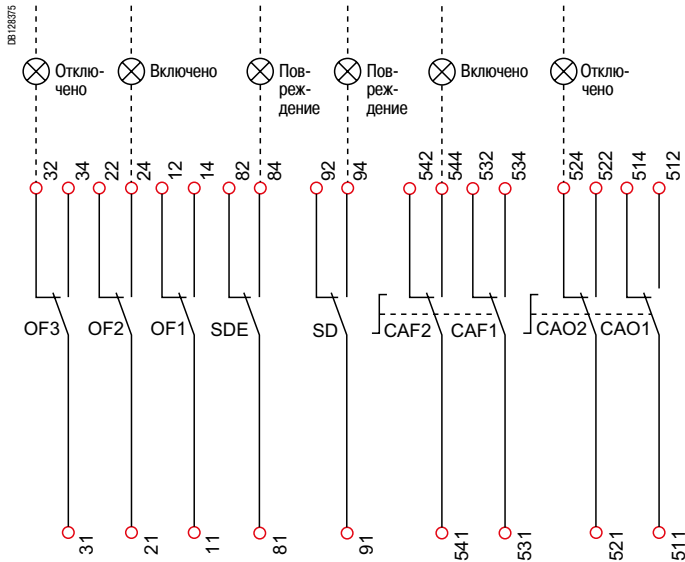 DB128375
Отклю-
чено
Включено
Пов-
реж-
дение
Пов-
реж-
дение
Включено
Отклю-
чено
32 34 22 24 12 14 82 84 92 94 542 544 532 534 524 522 514 512
OF3 OF2 OF1 SDE SD CAF2 CAF1 CAO2 CAO1
31 21 11 81 91 541 531 521 511